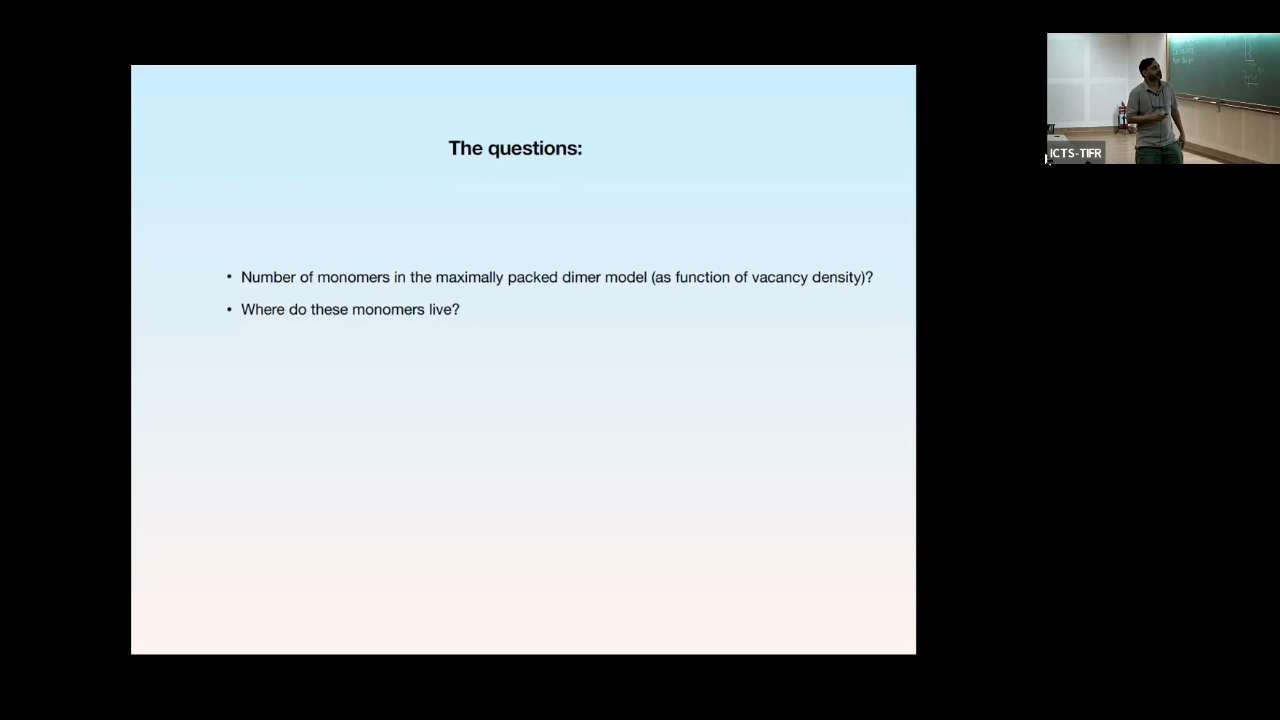 The questions:
• Number of monomers in the maximally packed dimer model (as function of vacancy density)?
• Where do these monomers live?
ICTS-TIFR